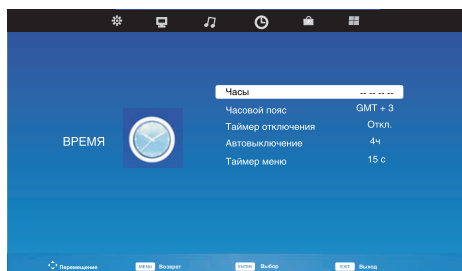 Часы -- -- -- --
Часовой пояс GMT + 3
Таймер отключения Откл.
ВРЕМЯ
Автовыключение 4ч
Таймер меню 15 с
Перемещение MENU Возврат ENTER Выбор EXIT Выход